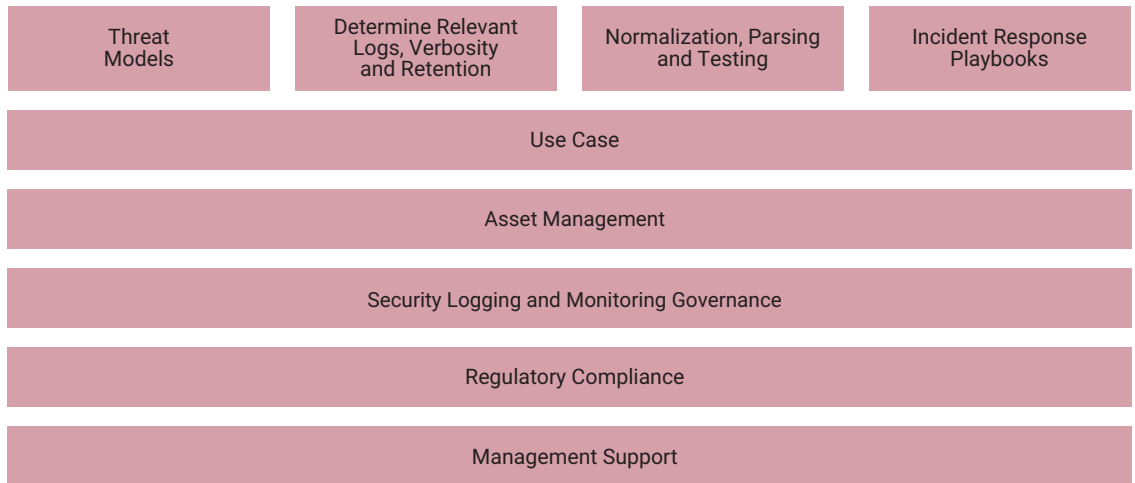 Threat
Models
Determine Relevant
Logs, Verbosity
and Retention
Normalization, Parsing
and Testing
Incident Response
Playbooks
Use Case
Asset Management
Security Logging and Monitoring Governance
Regulatory Compliance
Management Support